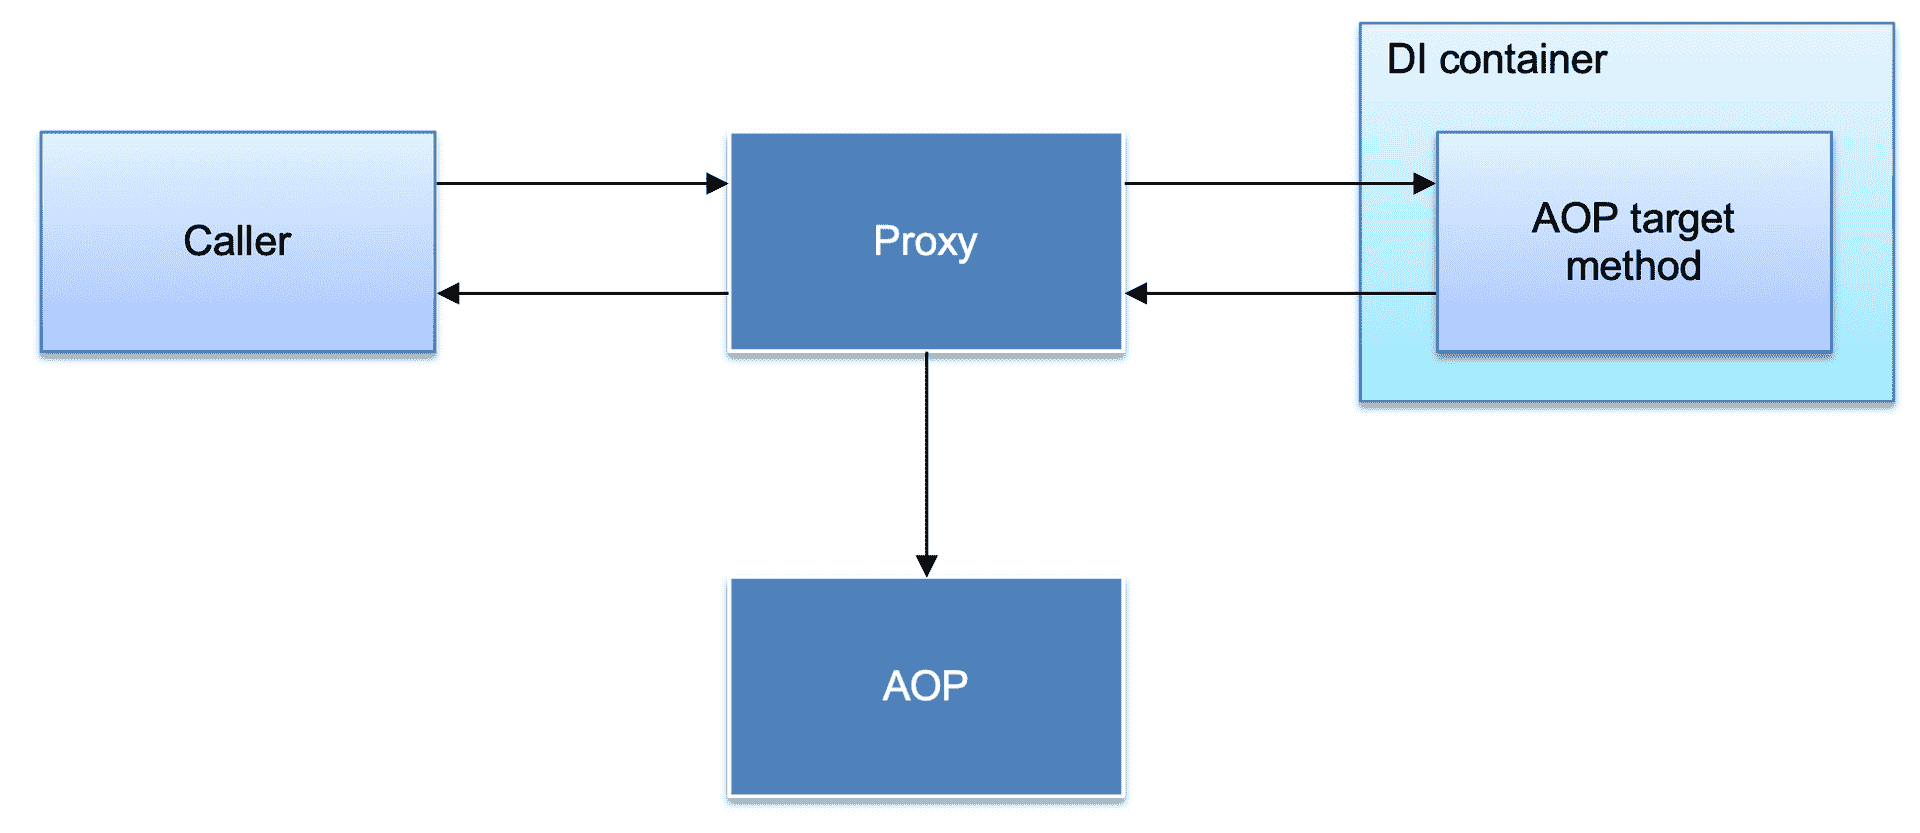 DI container
Caller
Proxy
AOP target
method
AOP